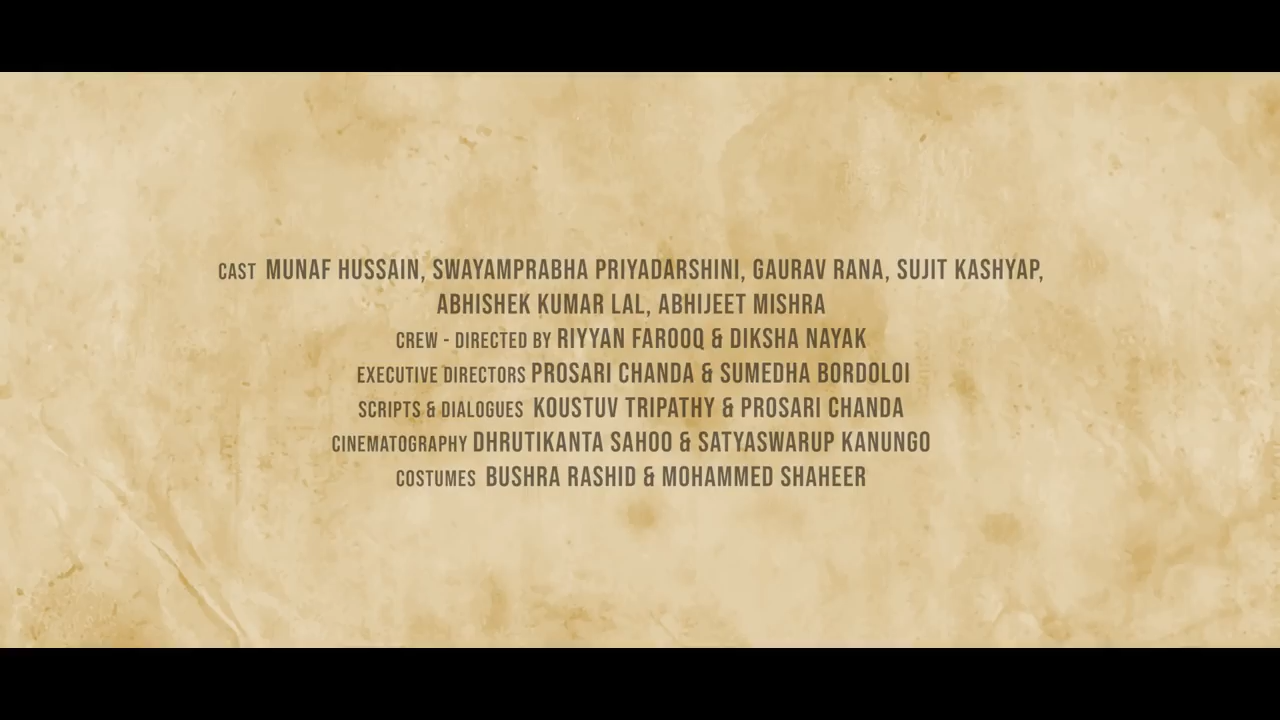 CAST MUNAF HUSSAIN, SWAYAMPRABHA PRIYADARSHINI, GAURAV RANA, SUJIT KASHYAP,
ABHISHEK KUMAR LAL, ABHIJEET MISHRA
CREW - DIRECTED BY RIYYAN FAROOQ & DIKSHA NAYAK
EXECUTIVE DIRECTORS PROSARI CHANDA & SUMEDHA BORDOLOI
SCRIPTS & DIALOGUES KOUSTUV TRIPATHY & PROSARI CHANDA
CINEMATOGRAPHY DHRUTIKANTA SAHOO & SATYASWARUP KANUNGO
COSTUMES BUSHRA RASHID & MOHAMMED SHAHEER